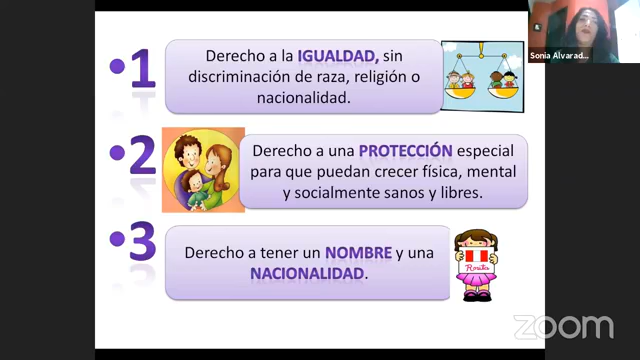 Sonia Alvarad...
1
Derecho a la IGUALDAD, sin
discriminación de raza, religión o
nacionalidad.
2
Derecho a una PROTECCIÓN especial
para que puedan crecer física, mental
y socialmente sanos y libres.
3
Derecho a tener un NOMBRE y una
NACIONALIDAD.
Rosita
zoom